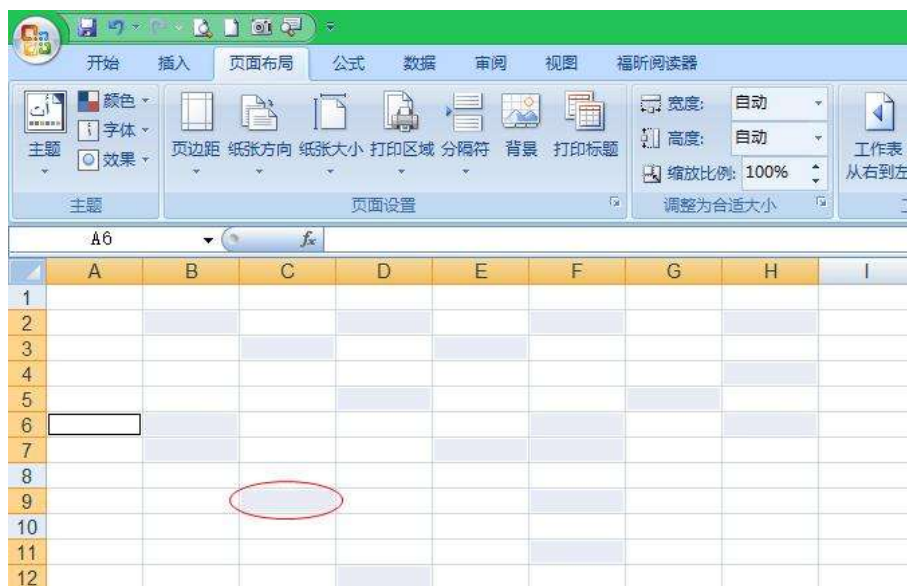 开始 插入 页面布局 公式 数据 审阅 视图 福昕阅读器
主题
颜色
字体
效果
页边距 纸张方向 纸张大小 打印区域 分隔符 背景 打印标题
宽度: 自动
高度: 自动
缩放比例: 100%
工作表
从右到左
主题 页面设置 调整为合适大小
A6 fx
A B C D E F G H I
1
2
3
4
5
6
7
8
9
10
11
12